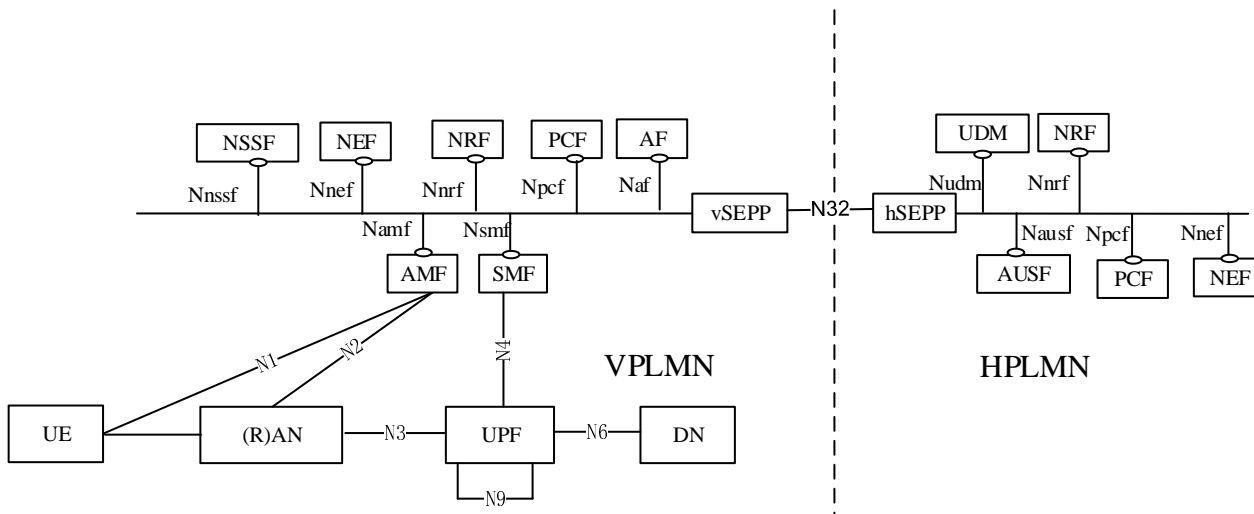 NSSF NEF NRF PCF AF UDM NRF
Nnssf Nnef Nnrf Npcf Naf Nudm Nnrf
vSEPP N32 hSEPP
Namf Nsmf Nausf Npcf Nnef
AMF SMF AUSF PCF NEF
N1 N2 N4 VPLMN HPLMN
UE (R)AN N3 UPF N6 DN
N9